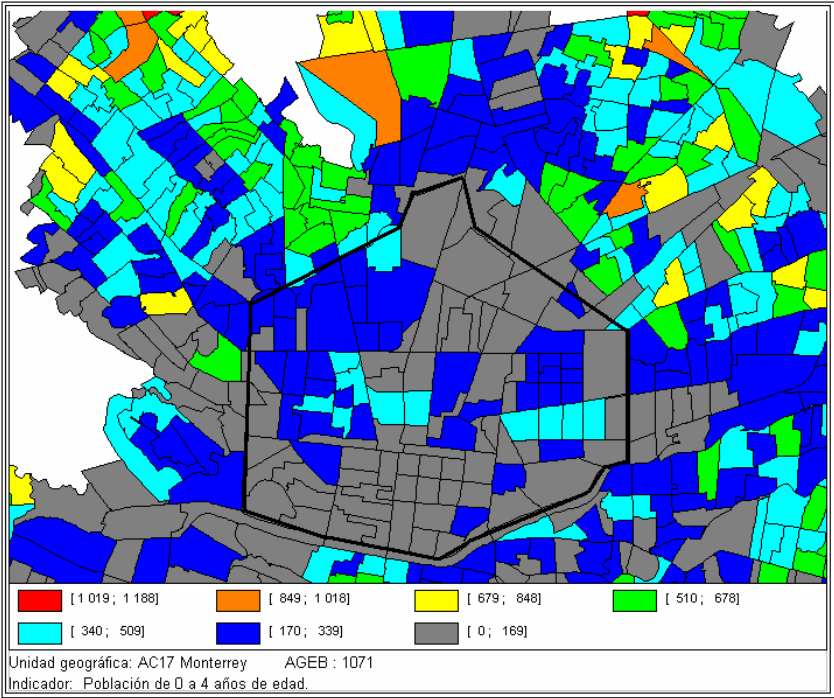 [ 1 019 ; 1 188] [ 849 ; 1 018] [ 679 ; 848] [ 510 ; 678]
[ 340 ; 509] [ 170 ; 339] [ 0 ; 169]
Unidad geográfica: AC17 Monterrey AGEB : 1071
Indicador: Población de 0 a 4 años de edad.